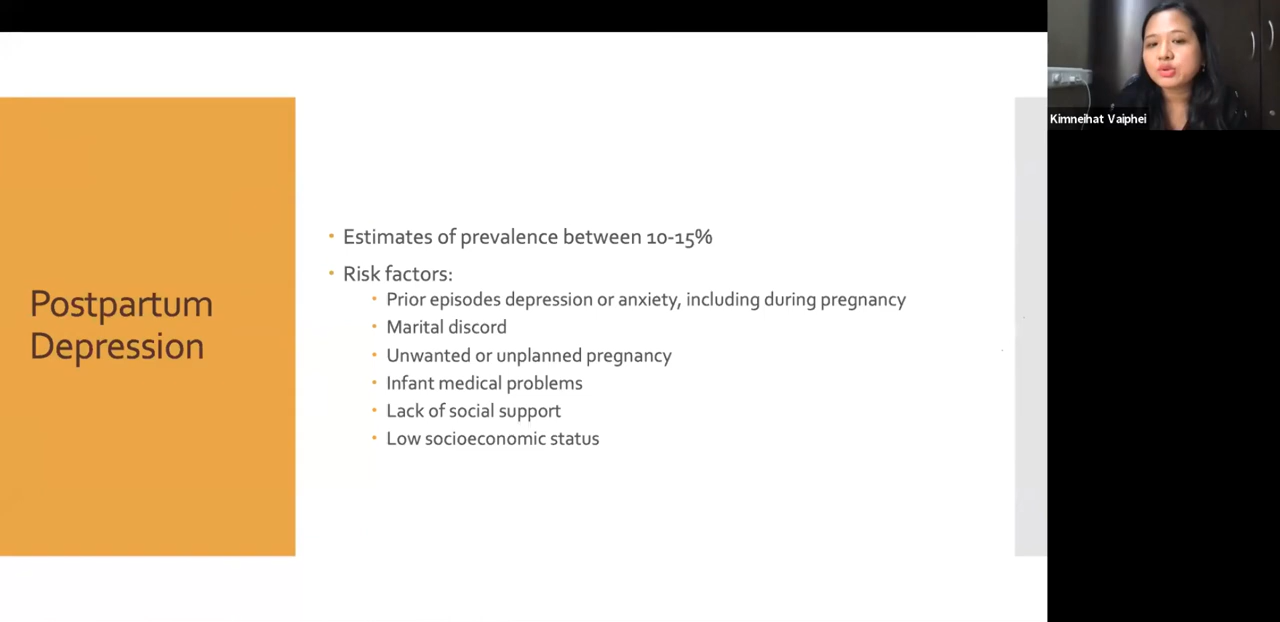 Postpartum
Depression
• Estimates of prevalence between 10-15%
• Risk factors:
• Prior episodes depression or anxiety, including during pregnancy
• Marital discord
• Unwanted or unplanned pregnancy
• Infant medical problems
• Lack of social support
• Low socioeconomic status
Kimneihat Vaiphei